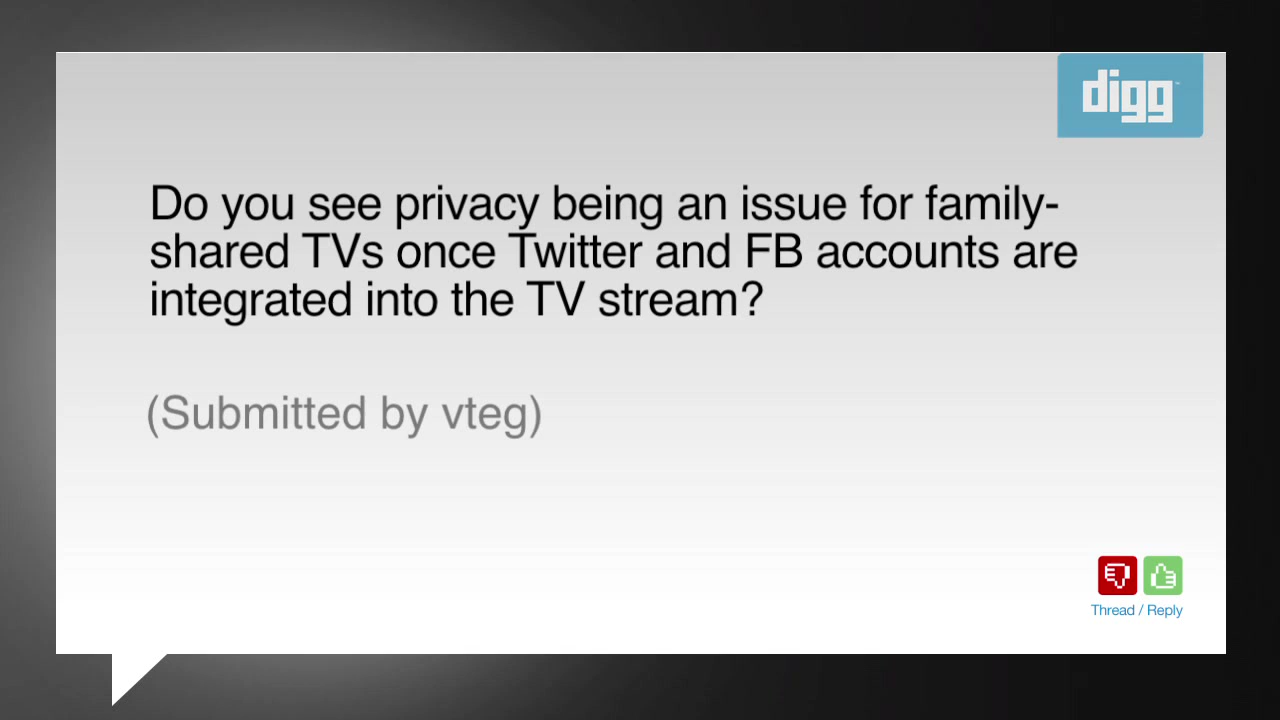 digg
Do you see privacy being an issue for family-
shared TVs once Twitter and FB accounts are
integrated into the TV stream?
(Submitted by vteg)
Thread / Reply